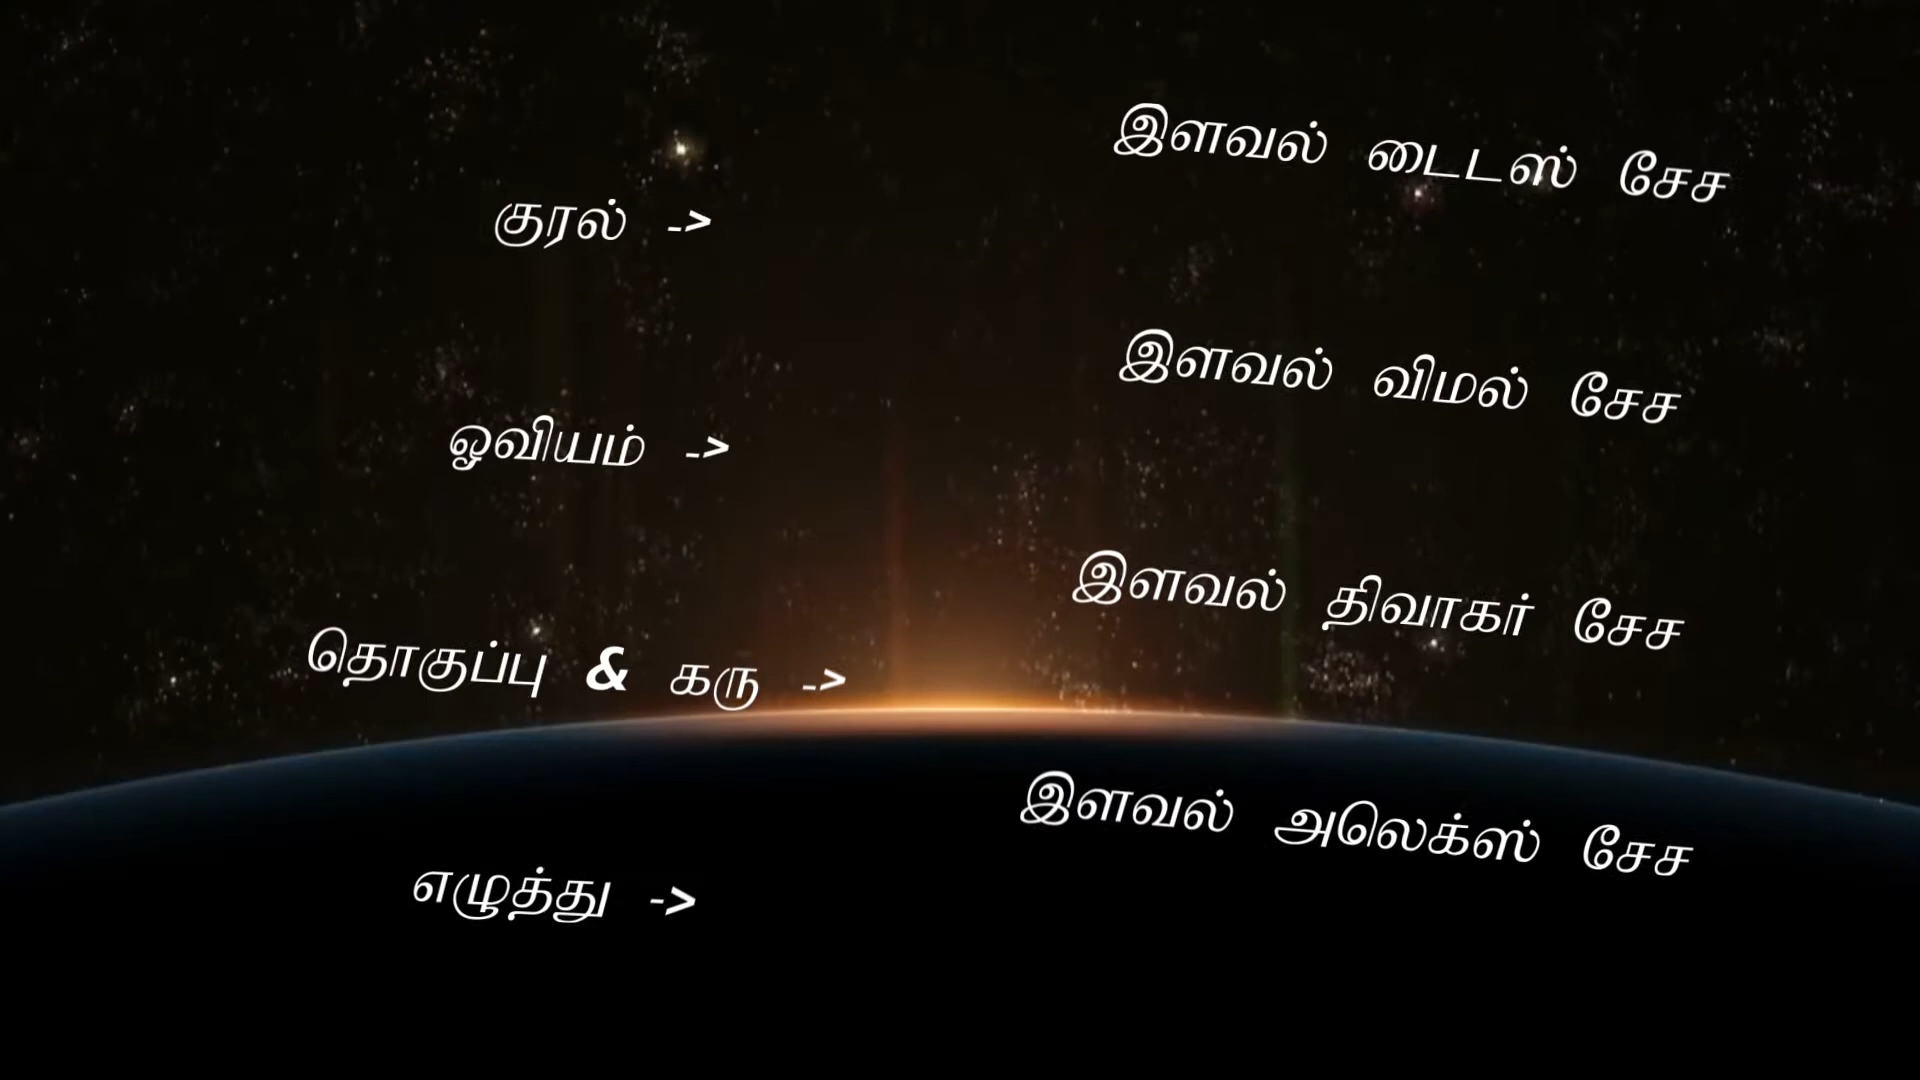 குரல் -> இளவல் டைடஸ் சேச
ஓவியம் -> இளவல் விமல் சேச
தொகுப்பு & கரு -> இளவல் திவாகர் சேச
எழுத்து -> இளவல் அலெக்ஸ் சேச